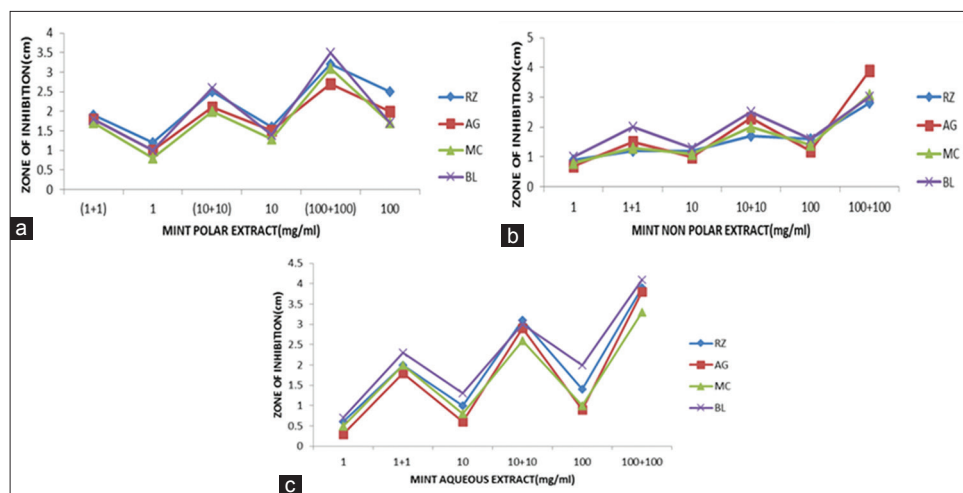 a
ZONE OF INHIBITION(cm)
4
3.5
3
2.5
2
1.5
1
0.5
0
(1+1) 1 (10+10) 10 (100+100) 100
MINT POLAR EXTRACT(mg/ml)
RZ
AG
MC
BL
b
ZONE OF INHIBITION(cm)
5
4
3
2
1
0
1 1+1 10 10+10 100 100+100
MINT NON POLAR EXTRACT(mg/ml)
RZ
AG
MC
BL
c
ZONE OF INHIBITION(cm)
4.5
4
3.5
3
2.5
2
1.5
1
0.5
0
1 1+1 10 10+10 100 100+100
MINT AQUEOUS EXTRACT(mg/ml)
RZ
AG
MC
BL